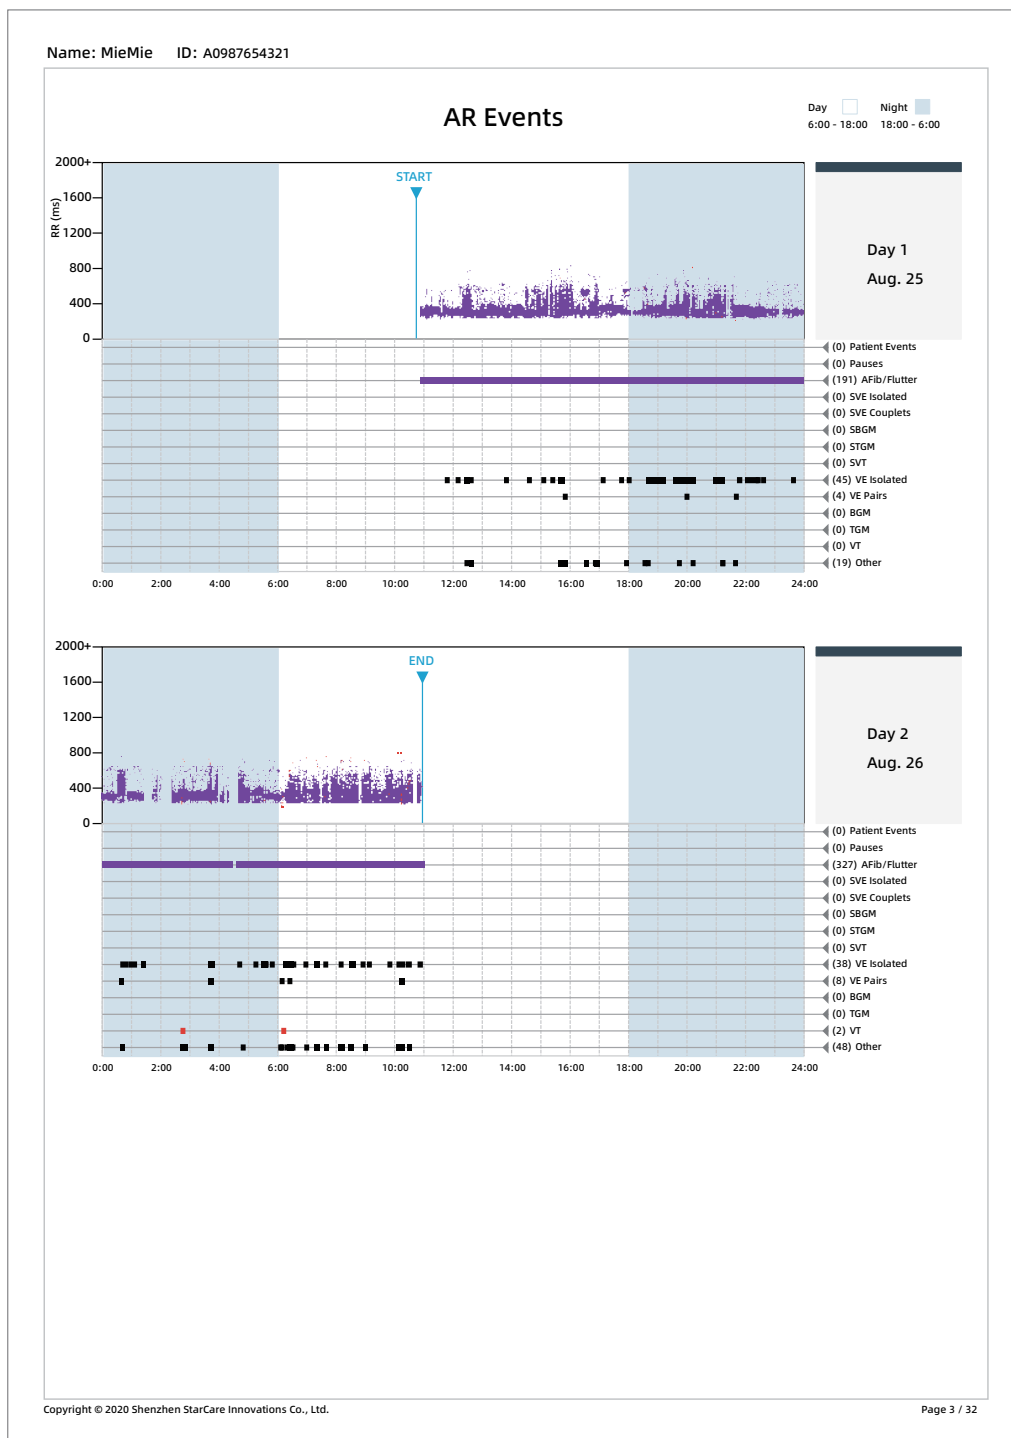 Name: MieMie ID: A0987654321
AR Events
Day Night
6:00 - 18:00 18:00 - 6:00
2000+
1600
1200
800
400
0
RR (ms)
START
Day 1
Aug. 25
(0) Patient Events
(0) Pauses
(191) AFib/Flutter
(0) SVE Isolated
(0) SVE Couplets
(0) SBGM
(0) STGM
(0) SVT
(45) VE Isolated
(4) VE Pairs
(0) BGM
(0) TGM
(0) VT
(19) Other
0:00 2:00 4:00 6:00 8:00 10:00 12:00 14:00 16:00 18:00 20:00 22:00 24:00
2000+
1600
1200
800
400
0
END
Day 2
Aug. 26
(0) Patient Events
(0) Pauses
(327) AFib/Flutter
(0) SVE Isolated
(0) SVE Couplets
(0) SBGM
(0) STGM
(0) SVT
(38) VE Isolated
(8) VE Pairs
(0) BGM
(0) TGM
(2) VT
(48) Other
0:00 2:00 4:00 6:00 8:00 10:00 12:00 14:00 16:00 18:00 20:00 22:00 24:00
Copyright © 2020 Shenzhen StarCare Innovations Co., Ltd. Page 3 / 32